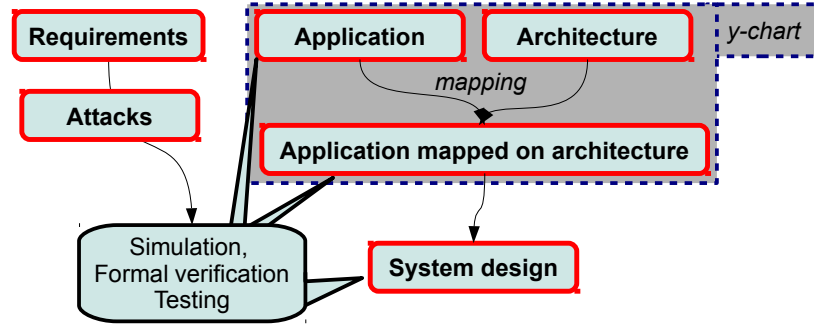 Requirements
Application
Architecture
y-chart
mapping
Attacks
Application mapped on architecture
Simulation,
Formal verification
Testing
System design